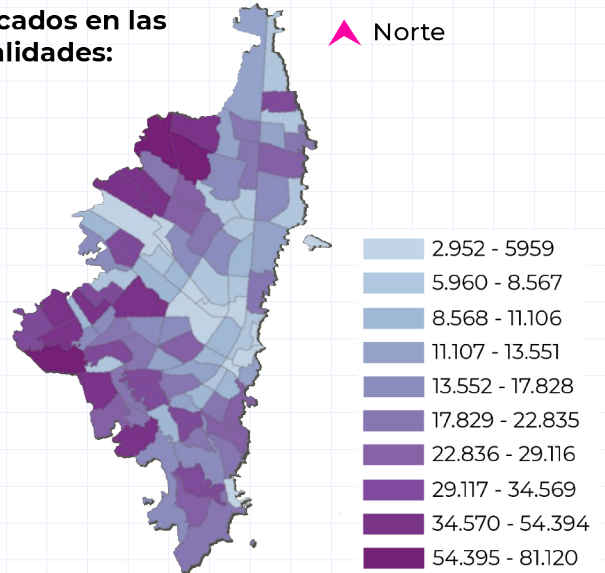 cados en las
alidades:
Norte
2.952 - 5959
5.960 - 8.567
8.568 - 11.106
11.107 - 13.551
13.552 - 17.828
17.829 - 22.835
22.836 - 29.116
29.117 - 34.569
34.570 - 54.394
54.395 - 81.120